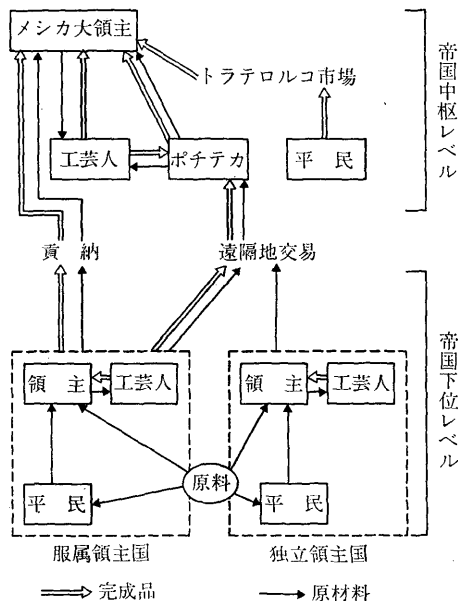 メシカ大領主
トラテロルコ市場
工芸人
ポチテカ
平民
帝国中枢レベル
貢納
遠隔地交易
領主
工芸人
領主
工芸人
原料
平民
平民
帝国下位レベル
服属領主国
独立領主国
完成品
原材料